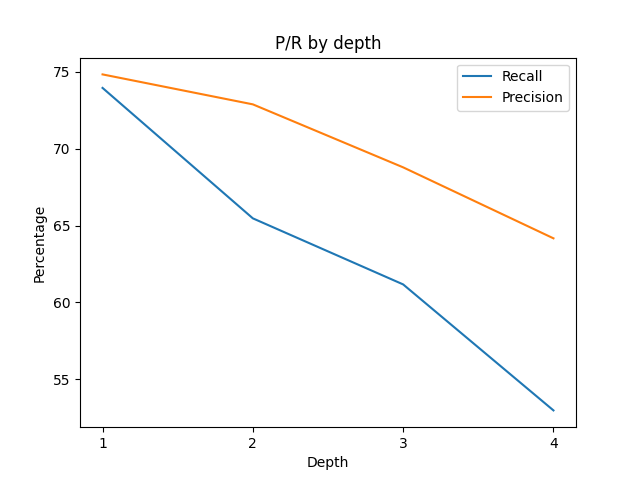 P/R by depth
Recall
Precision
75
70
65
60
55
Percentage
1 2 3 4
Depth